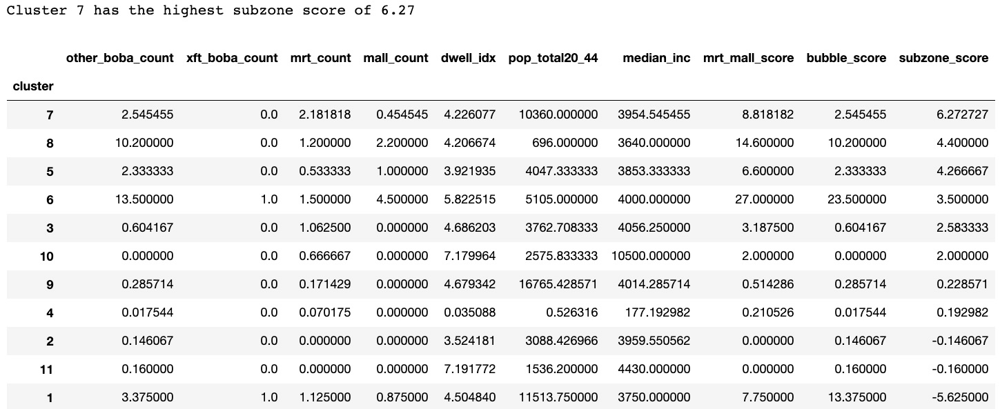 Cluster 7 has the highest subzone score of 6.27
other_boba_count xft_boba_count mrt_count mall_count dwell_idx pop_total20_44 median_inc mrt_mall_score bubble_score subzone_score
cluster
7 2.545455 0.0 2.181818 0.454545 4.226077 10360.000000 3954.545455 8.818182 2.545455 6.272727
8 10.200000 0.0 1.200000 2.200000 4.206674 696.000000 3640.000000 14.600000 10.200000 4.400000
5 2.333333 0.0 0.533333 1.000000 3.921935 4047.333333 3853.333333 6.600000 2.333333 4.266667
6 13.500000 1.0 1.500000 4.500000 5.822515 5105.000000 4000.000000 27.000000 23.500000 3.500000
3 0.604167 0.0 1.062500 0.000000 4.686203 3762.708333 4056.250000 3.187500 0.604167 2.583333
10 0.000000 0.0 0.666667 0.000000 7.179964 2575.833333 10500.000000 2.000000 0.000000 2.000000
9 0.285714 0.0 0.171429 0.000000 4.679342 16765.428571 4014.285714 0.514286 0.285714 0.228571
4 0.017544 0.0 0.070175 0.000000 0.035088 0.526316 177.192982 0.210526 0.017544 0.192982
2 0.146067 0.0 0.000000 0.000000 3.524181 3088.426966 3959.550562 0.000000 0.146067 -0.146067
11 0.160000 0.0 0.000000 0.000000 7.191772 1536.200000 4430.000000 0.000000 0.160000 -0.160000
1 3.375000 1.0 1.125000 0.875000 4.504840 11513.750000 3750.000000 7.750000 13.375000 -5.625000